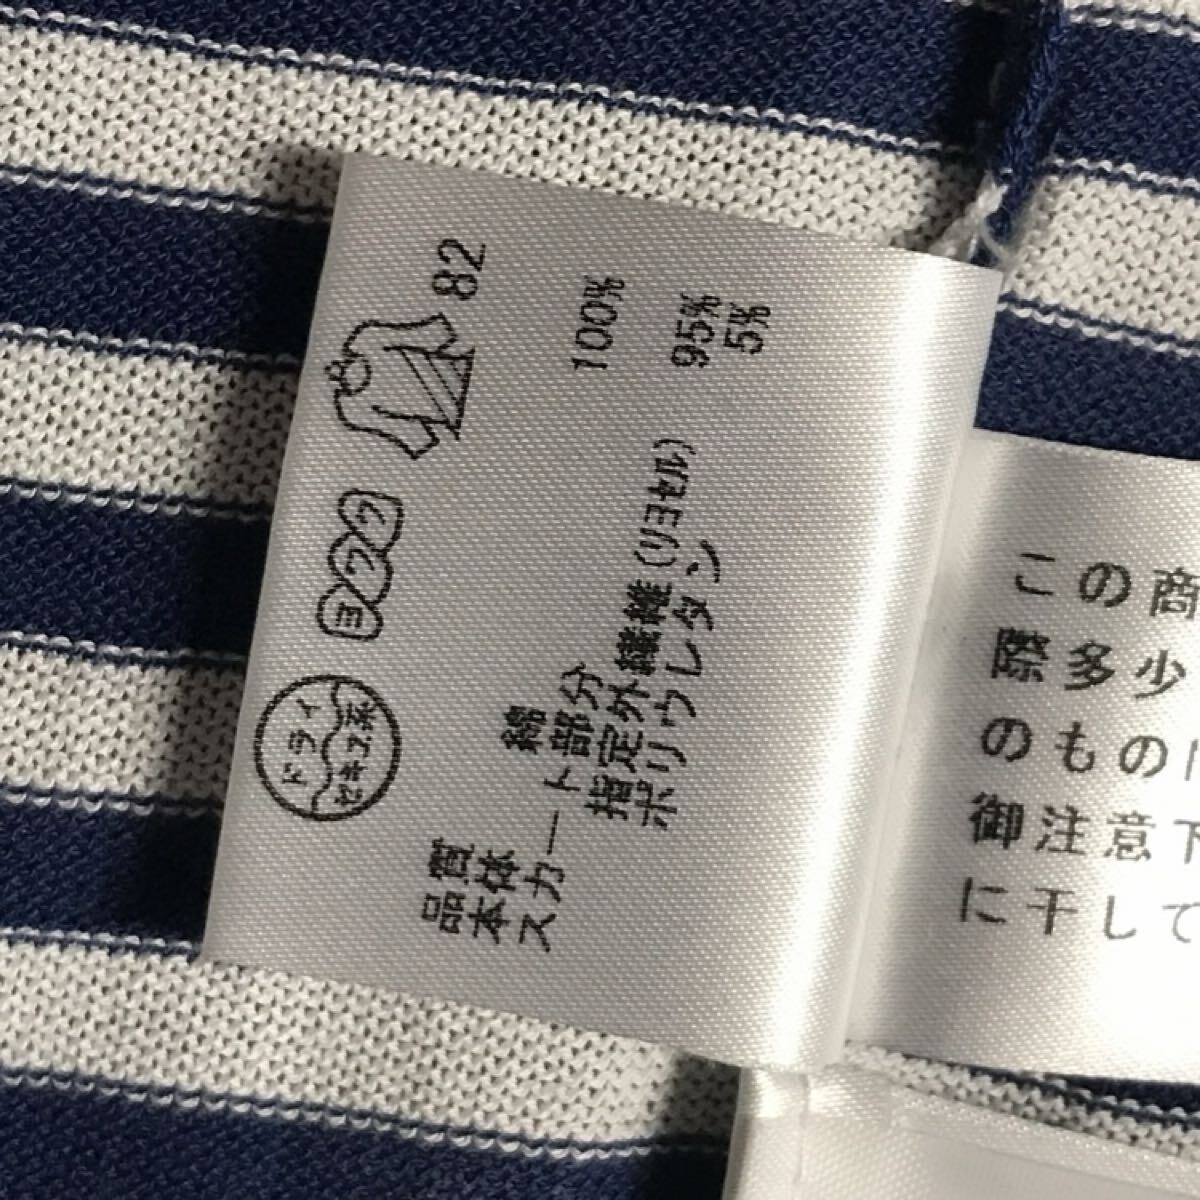 ドライ
セキユ系
ヨワク
82
品質
本体 綿 100%
スカート部分
指定外繊維(リヨセル) 95%
ポリウレタン 5%
この商
際多少
のもの
御注意下
に干して